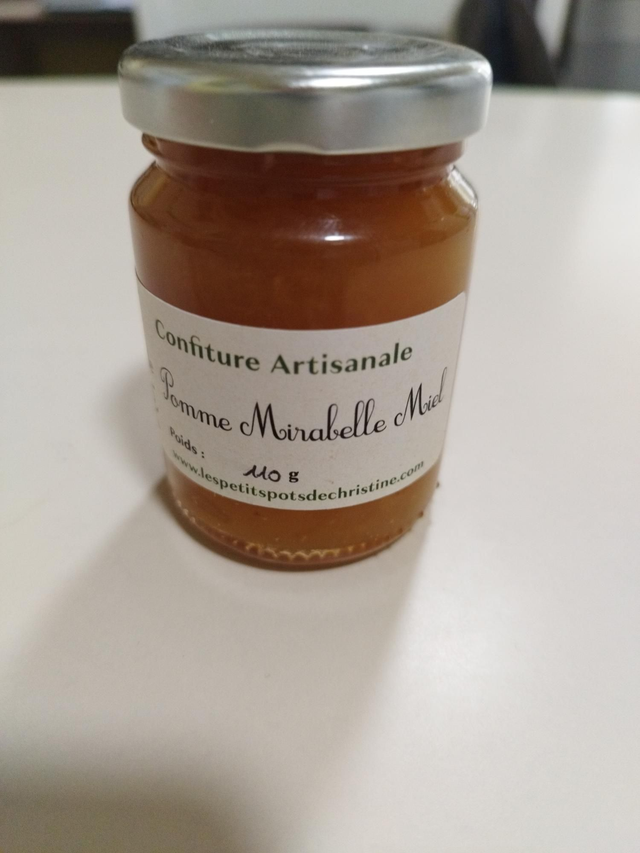 Confiture Artisanale
Pomme Mirabelle Miel
Poids :
110 g
www.lespetitspotsdechristine.com